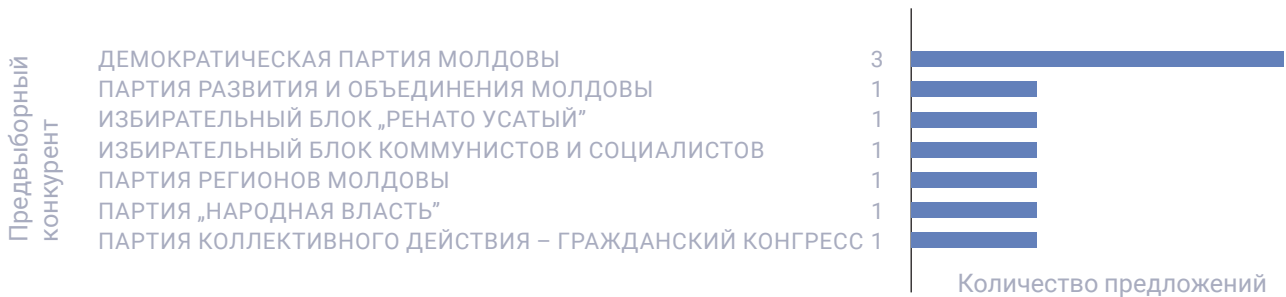 Предвыборный
конкурент
ДЕМОКРАТИЧЕСКАЯ ПАРТИЯ МОЛДОВЫ 3
ПАРТИЯ РАЗВИТИЯ И ОБЪЕДИНЕНИЯ МОЛДОВЫ 1
ИЗБИРАТЕЛЬНЫЙ БЛОК „РЕНАТО УСАТЫЙ” 1
ИЗБИРАТЕЛЬНЫЙ БЛОК КОММУНИСТОВ И СОЦИАЛИСТОВ 1
ПАРТИЯ РЕГИОНОВ МОЛДОВЫ 1
ПАРТИЯ „НАРОДНАЯ ВЛАСТЬ” 1
ПАРТИЯ КОЛЛЕКТИВНОГО ДЕЙСТВИЯ – ГРАЖДАНСКИЙ КОНГРЕСС 1
Количество предложений